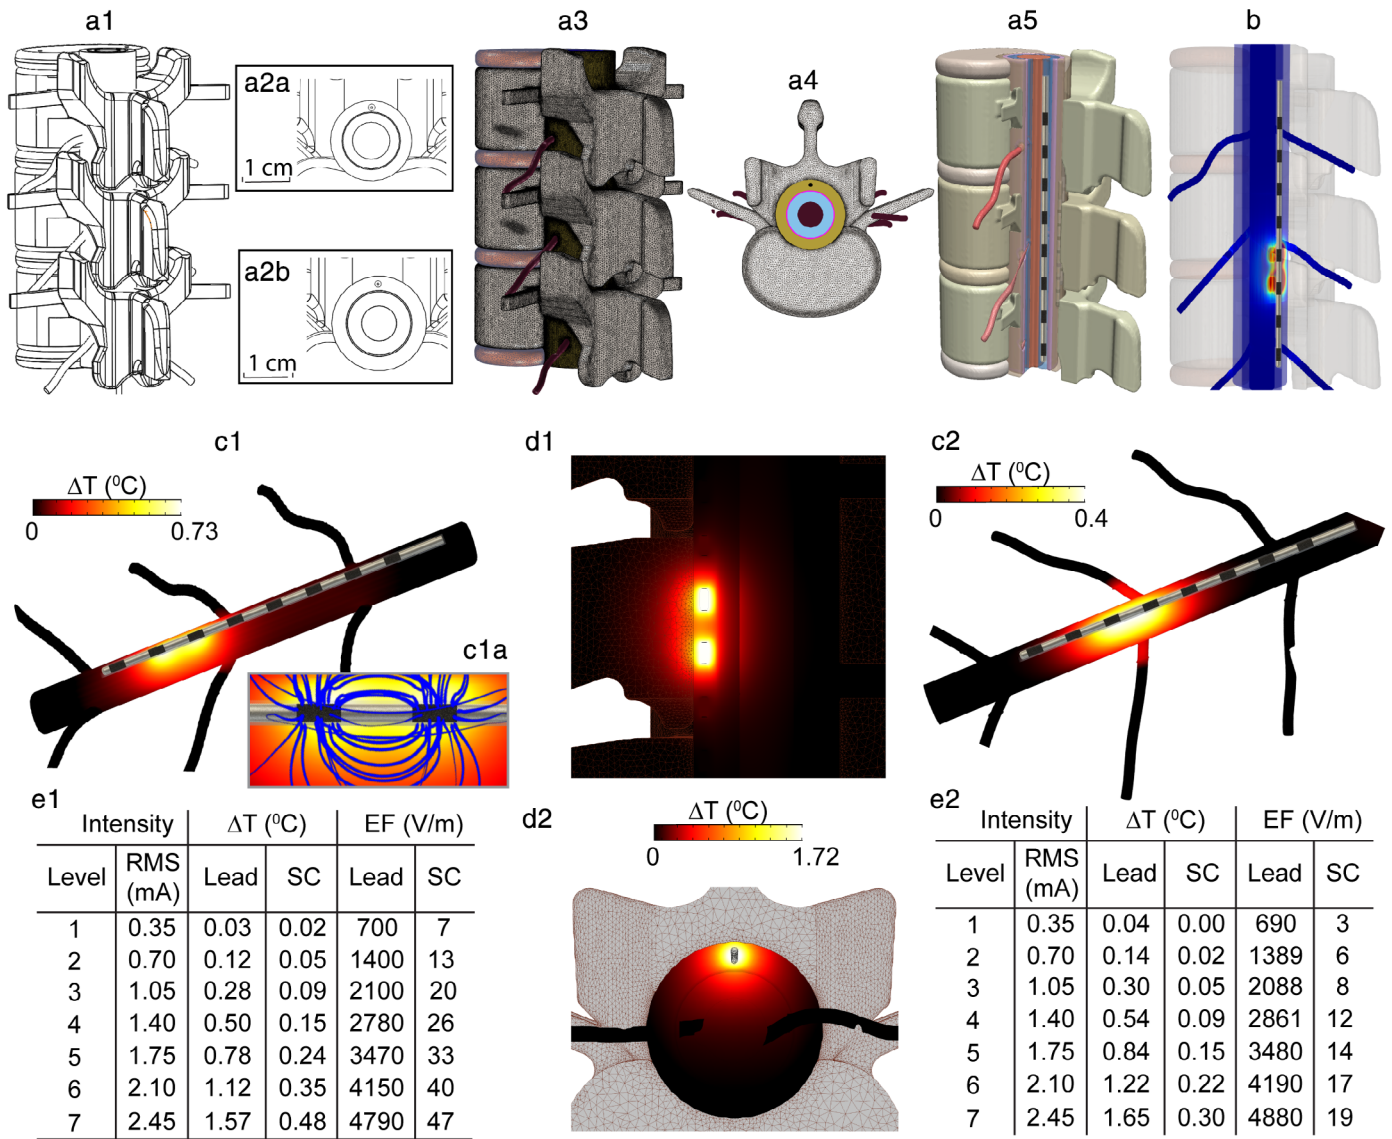 a1
a3
a5
b
a2a
1 cm
a4
a2b
1 cm
c1
ΔT (⁰C)
0 0.73
c1a
d1
c2
ΔT (⁰C)
0 0.4
e1
Intensity ΔT (⁰C) EF (V/m)
Level RMS (mA) Lead SC Lead SC
1 0.35 0.03 0.02 700 7
2 0.70 0.12 0.05 1400 13
3 1.05 0.28 0.09 2100 20
4 1.40 0.50 0.15 2780 26
5 1.75 0.78 0.24 3470 33
6 2.10 1.12 0.35 4150 40
7 2.45 1.57 0.48 4790 47
d2
ΔT (⁰C)
0 1.72
e2
Intensity ΔT (⁰C) EF (V/m)
Level RMS (mA) Lead SC Lead SC
1 0.35 0.04 0.00 690 3
2 0.70 0.14 0.02 1389 6
3 1.05 0.30 0.05 2088 8
4 1.40 0.54 0.09 2861 12
5 1.75 0.84 0.15 3480 14
6 2.10 1.22 0.22 4190 17
7 2.45 1.65 0.30 4880 19